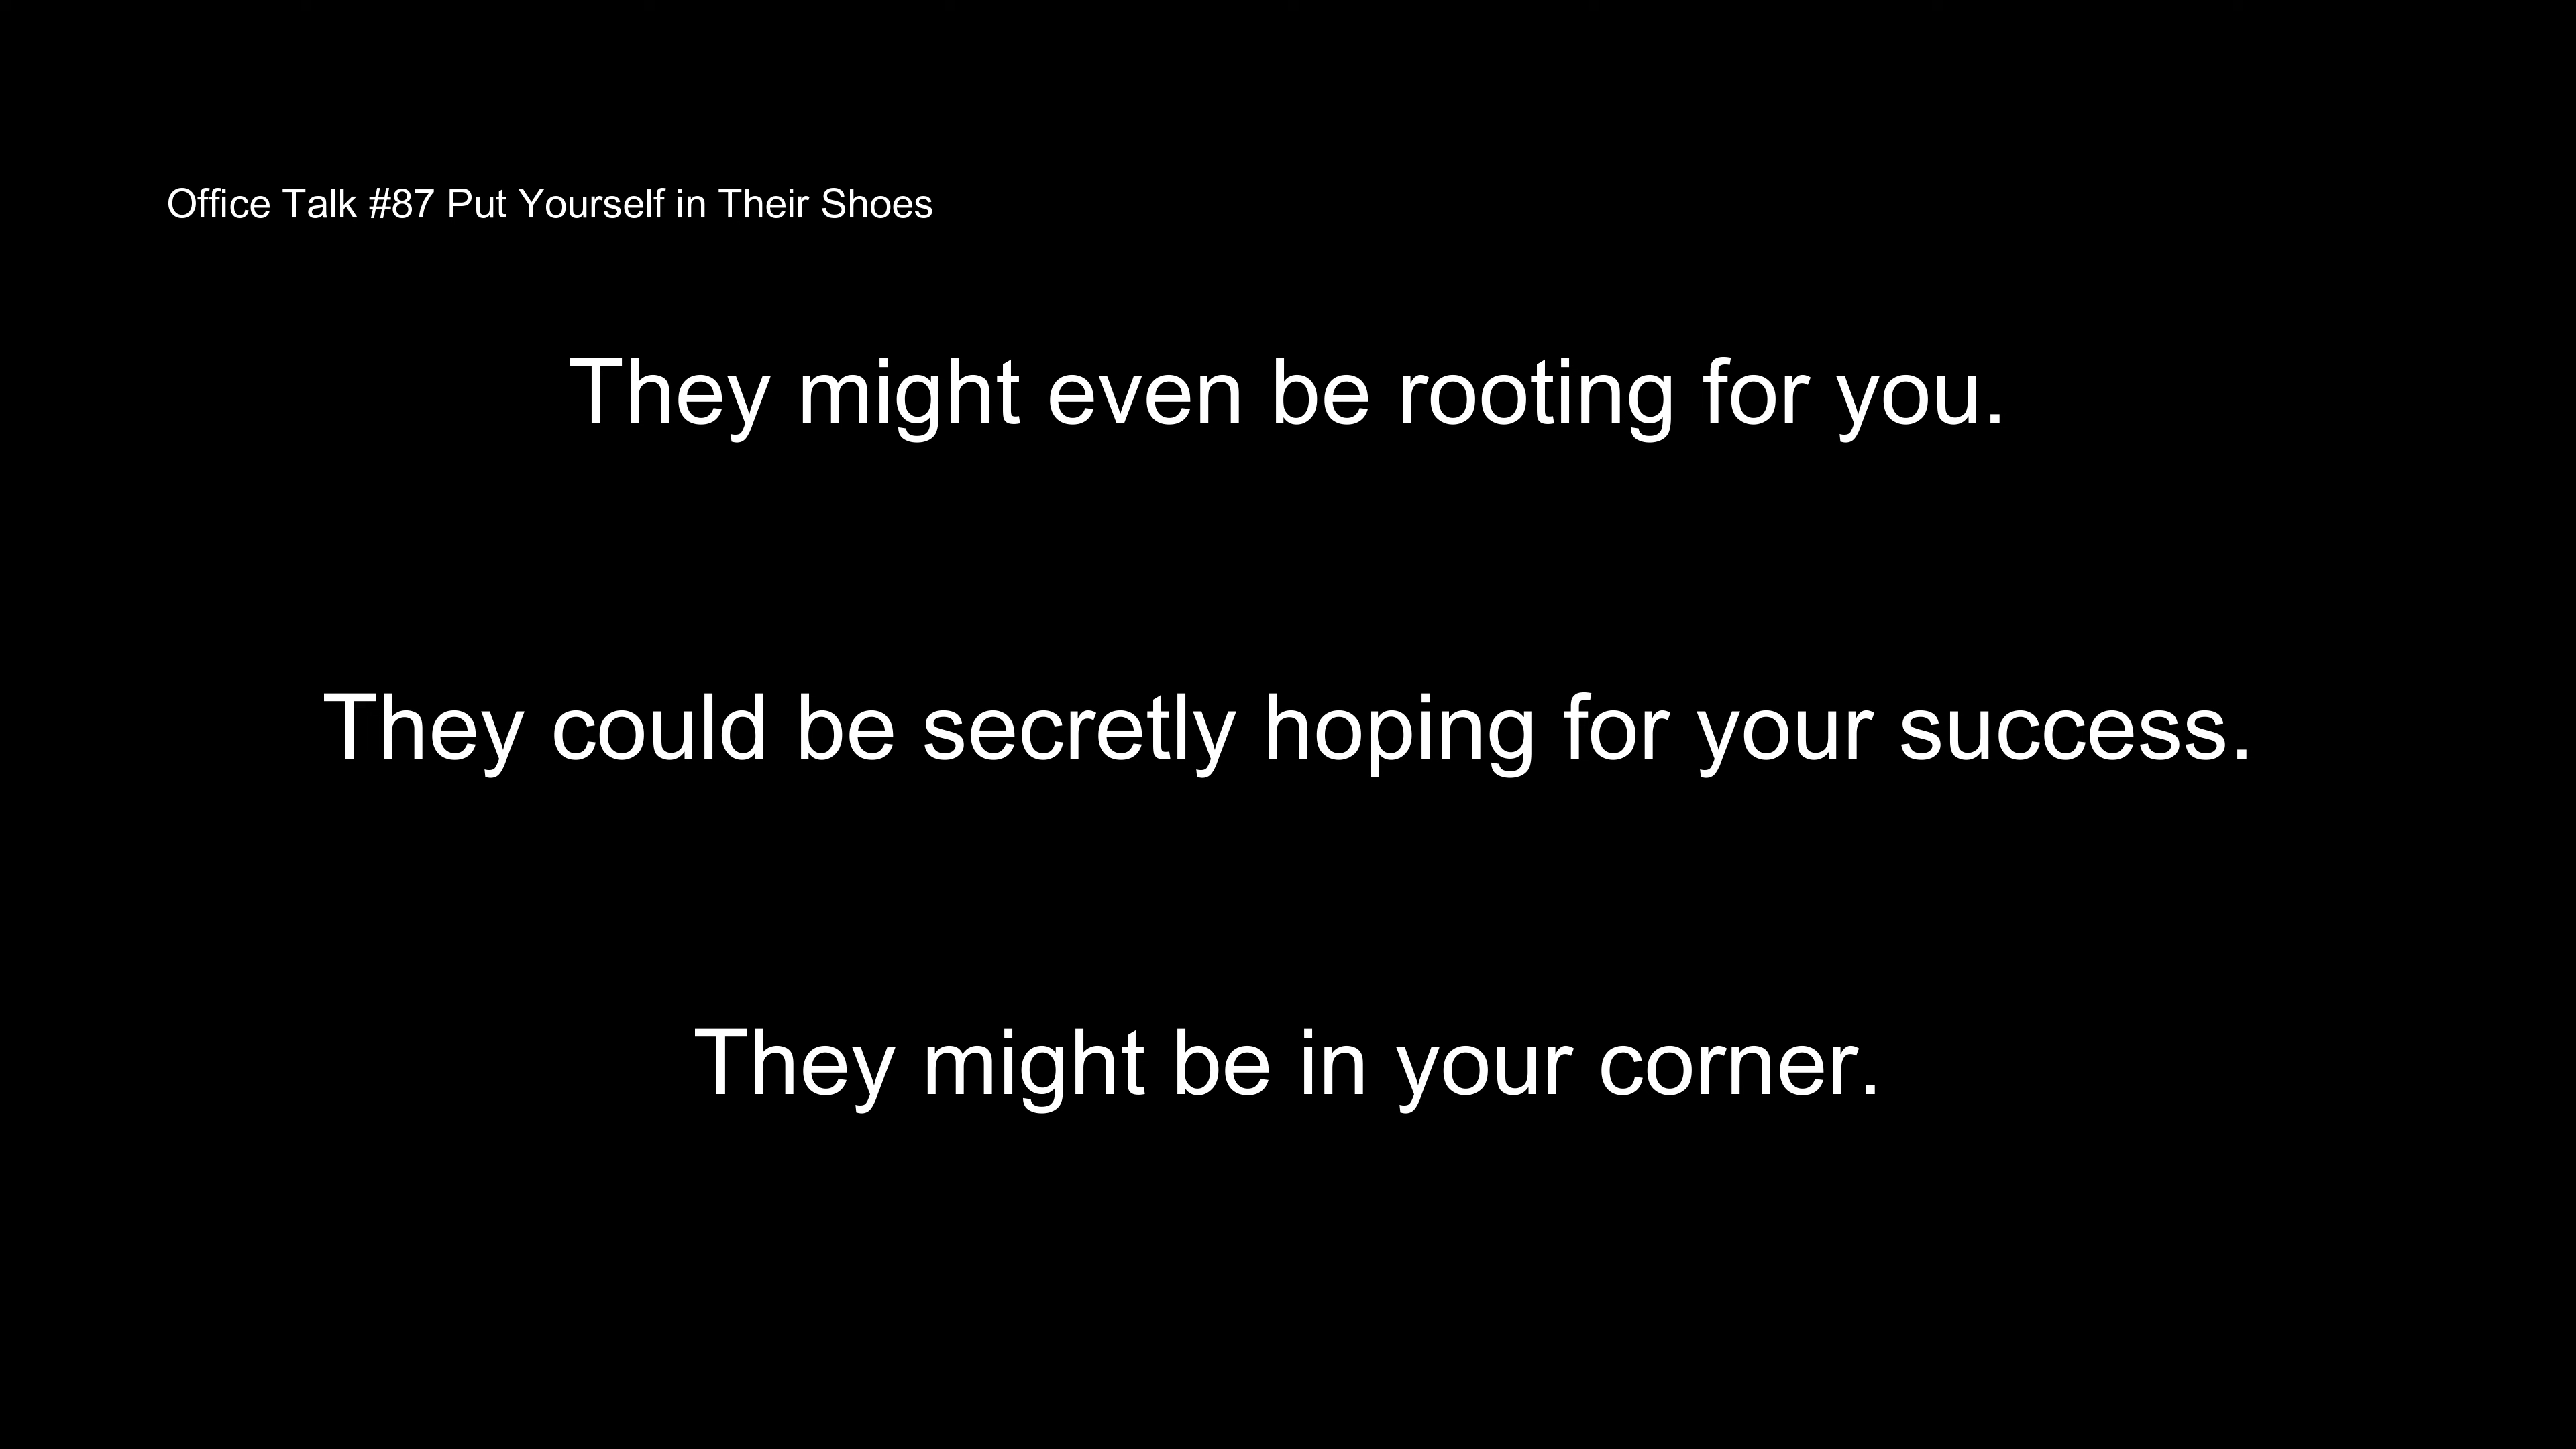 Office Talk #87 Put Yourself in Their Shoes
They might even be rooting for you.
They could be secretly hoping for your success.
They might be in your corner.